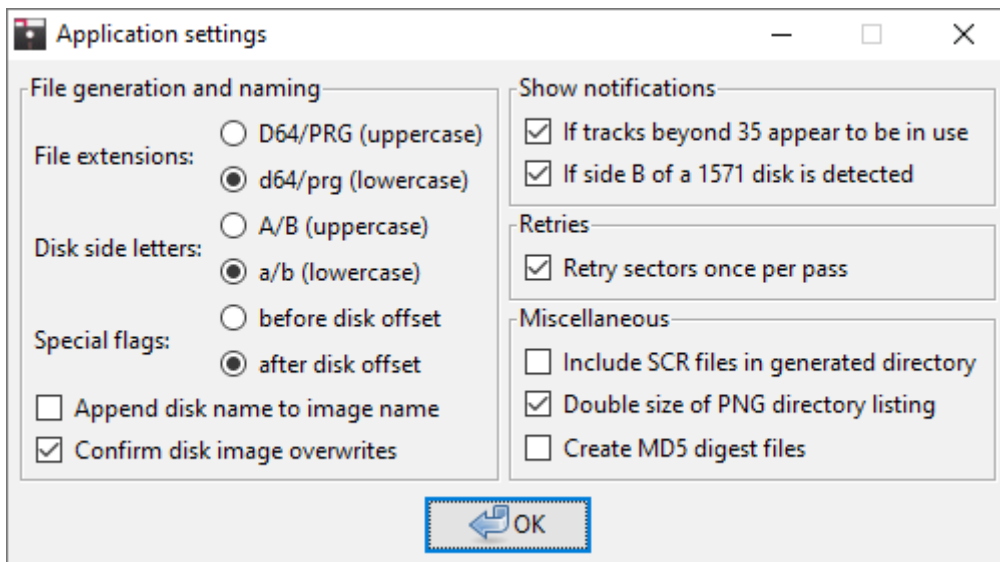 Application settings
File generation and naming
File extensions:
D64/PRG (uppercase)
d64/prg (lowercase)
Disk side letters:
A/B (uppercase)
a/b (lowercase)
Special flags:
before disk offset
after disk offset
Append disk name to image name
Confirm disk image overwrites
Show notifications
If tracks beyond 35 appear to be in use
If side B of a 1571 disk is detected
Retries
Retry sectors once per pass
Miscellaneous
Include SCR files in generated directory
Double size of PNG directory listing
Create MD5 digest files
OK